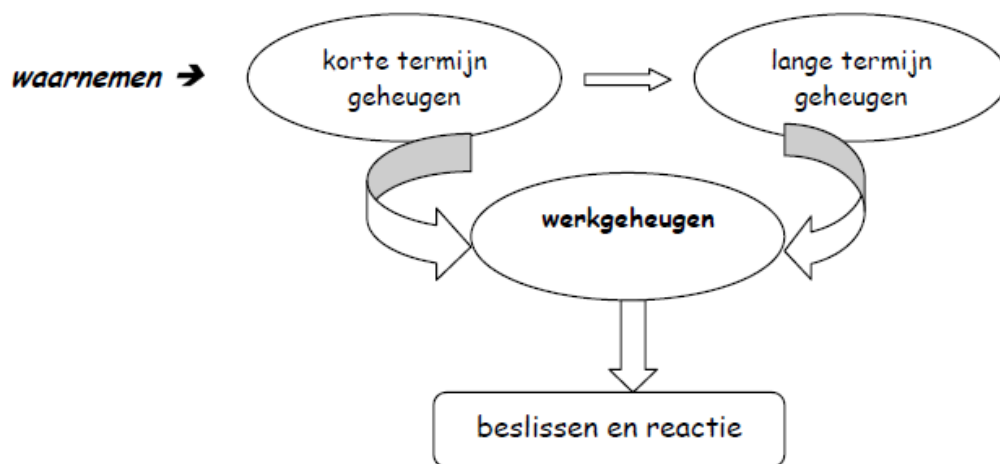 waarnemen →
korte termijn
geheugen
lange termijn
geheugen
werkgeheugen
beslissen en reactie